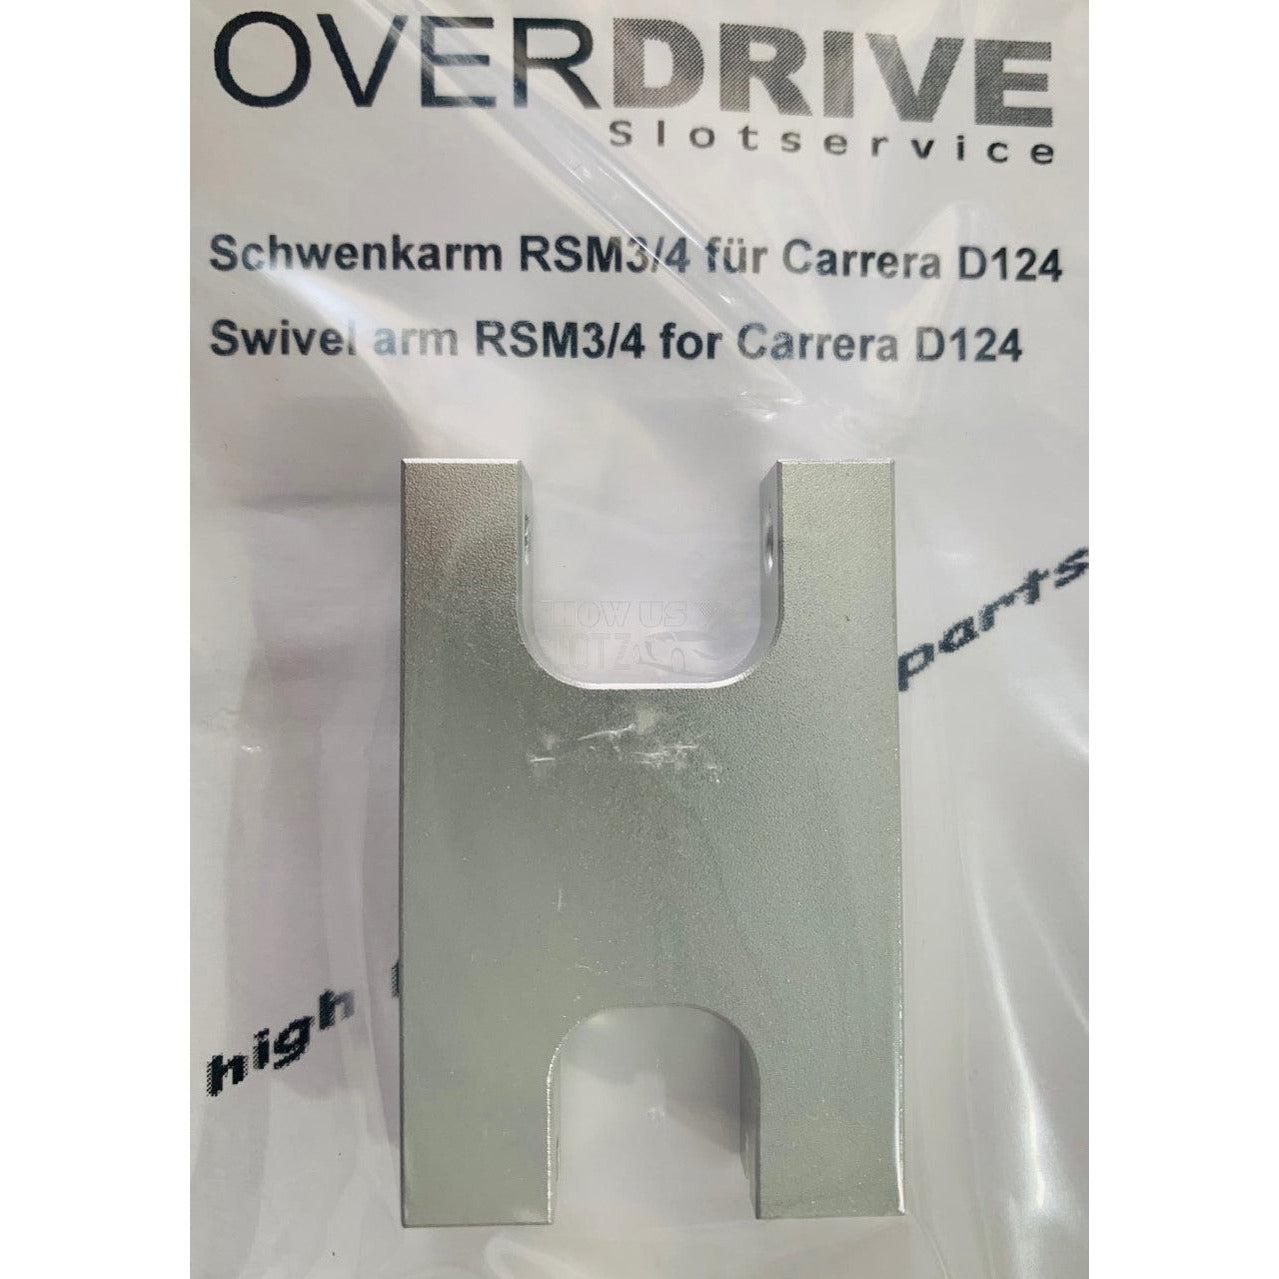 OVERDRIVE
Slotservice
Schwenkarm RSM3/4 für Carrera D124
Swivel arm RSM3/4 for Carrera D124
parts
high